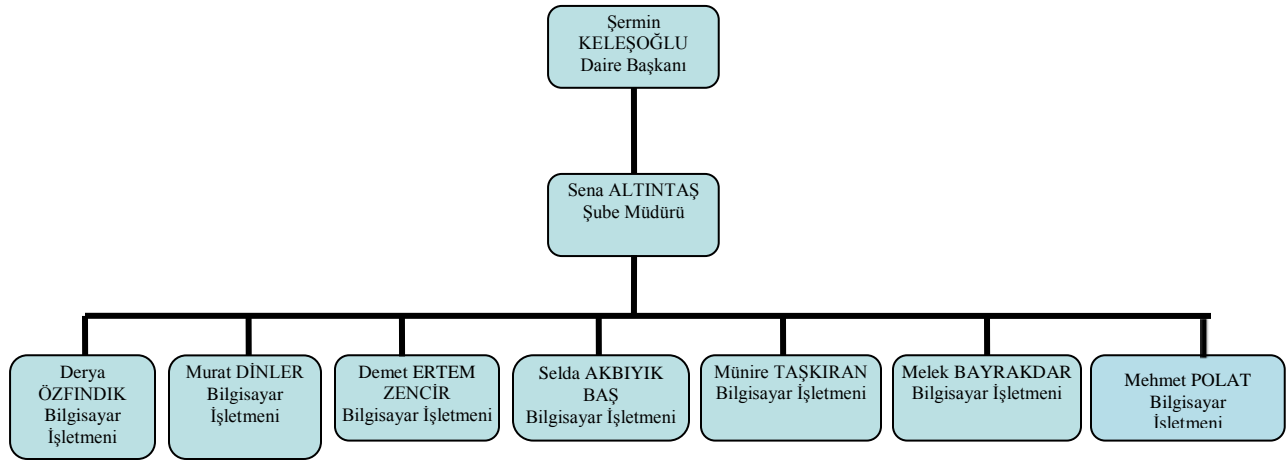 Şermin
KELEŞOĞLU
Daire Başkanı
Sena ALTINTAŞ
Şube Müdürü
Derya
ÖZFINDIK
Bilgisayar
İşletmeni
Murat DİNLER
Bilgisayar
İşletmeni
Demet ERTEM
ZENCİR
Bilgisayar İşletmeni
Selda AKBIYIK
BAŞ
Bilgisayar İşletmeni
Münire TAŞKIRAN
Bilgisayar İşletmeni
Melek BAYRAKDAR
Bilgisayar İşletmeni
Mehmet POLAT
Bilgisayar
İşletmeni